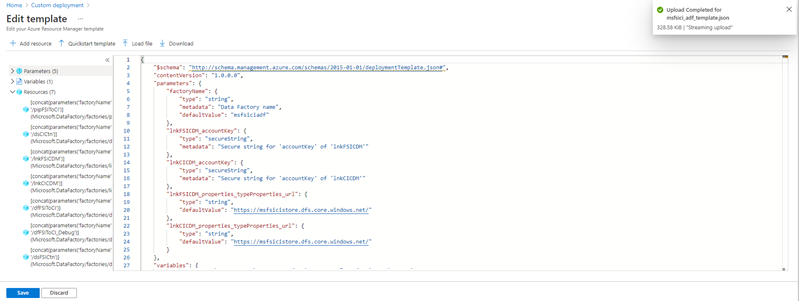 Home > Custom deployment >
Edit template ...
Edit your Azure Resource Manager template
+ Add resource
Quickstart template
Load file
Download
Upload Completed for
msfsici_adf_template.json
328.58 KiB | "Streaming upload"
Parameters (5)
Variables (1)
Resources (7)
[concat(parameters('factoryName'
'/pipFSIToCI')]
(Microsoft.DataFactory/factories/p
[concat(parameters('factoryName'
'/dsCICtn')]
(Microsoft.DataFactory/factories/d
[concat(parameters('factoryName'
'/lnkFSICDM')]
(Microsoft.DataFactory/factories/li
[concat(parameters('factoryName'
'/lnkCICDM')]
(Microsoft.DataFactory/factories/li
[concat(parameters('factoryName'
'/dfFSIToCI')]
(Microsoft.DataFactory/factories/d
[concat(parameters('factoryName'
'/dfFSIToCI_Debug')]
(Microsoft.DataFactory/factories/d
[concat(parameters('factoryName'
'/dsFSICtn')]
(Microsoft.DataFactory/factories/d
1 {
2 "$schema": "http://schema.management.azure.com/schemas/2015-01-01/deploymentTemplate.json#",
3 "contentVersion": "1.0.0.0",
4 "parameters": {
5 "factoryName": {
6 "type": "string",
7 "metadata": "Data Factory name",
8 "defaultValue": "msfsiciadf"
9 },
10 "lnkFSICDM_accountKey": {
11 "type": "secureString",
12 "metadata": "Secure string for 'accountKey' of 'lnkFSICDM'"
13 },
14 "lnkCICDM_accountKey": {
15 "type": "secureString",
16 "metadata": "Secure string for 'accountKey' of 'lnkCICDM'"
17 },
18 "lnkFSICDM_properties_typeProperties_url": {
19 "type": "string",
20 "defaultValue": "https://msfsicistore.dfs.core.windows.net/"
21 },
22 "lnkCICDM_properties_typeProperties_url": {
23 "type": "string",
24 "defaultValue": "https://msfsicistore.dfs.core.windows.net/"
25 }
26 },
27 "variables": {
Save
Discard